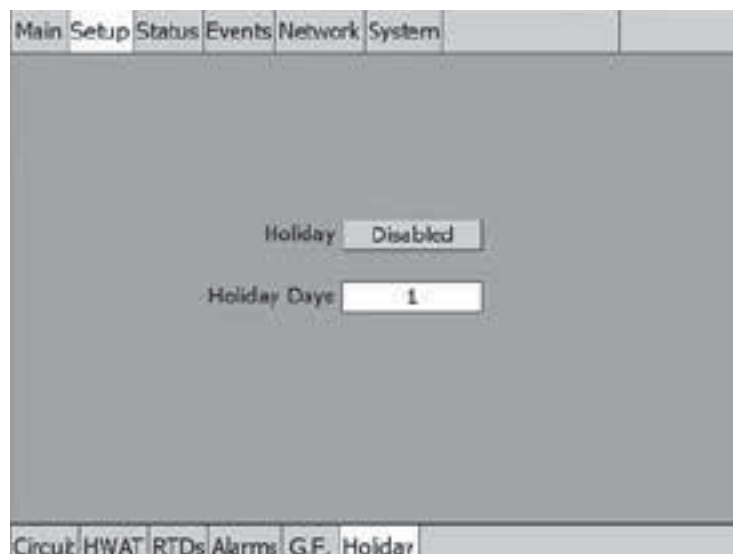 Main Setup Status Events Network System
Holiday Disabled
Holiday Days 1
Circuit HWAT RTDs Alarms G.F. Holiday